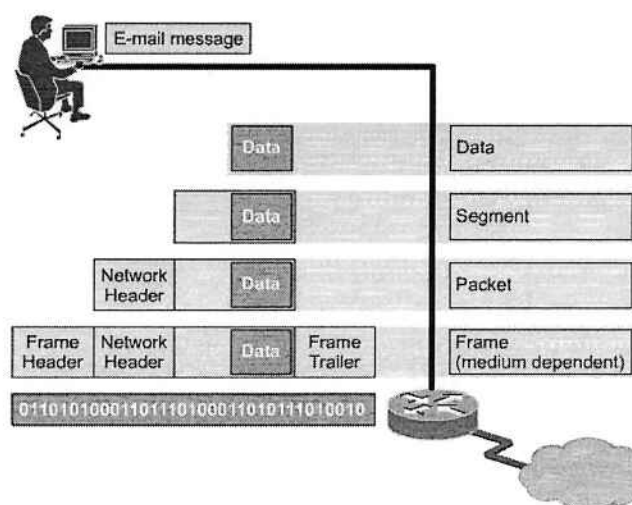 E-mail message
Data
Data
Data
Segment
Network
Header
Data
Packet
Frame
Header
Network
Header
Data
Frame
Trailer
Frame
(medium dependent)
0110101000110111010001101011101001​0